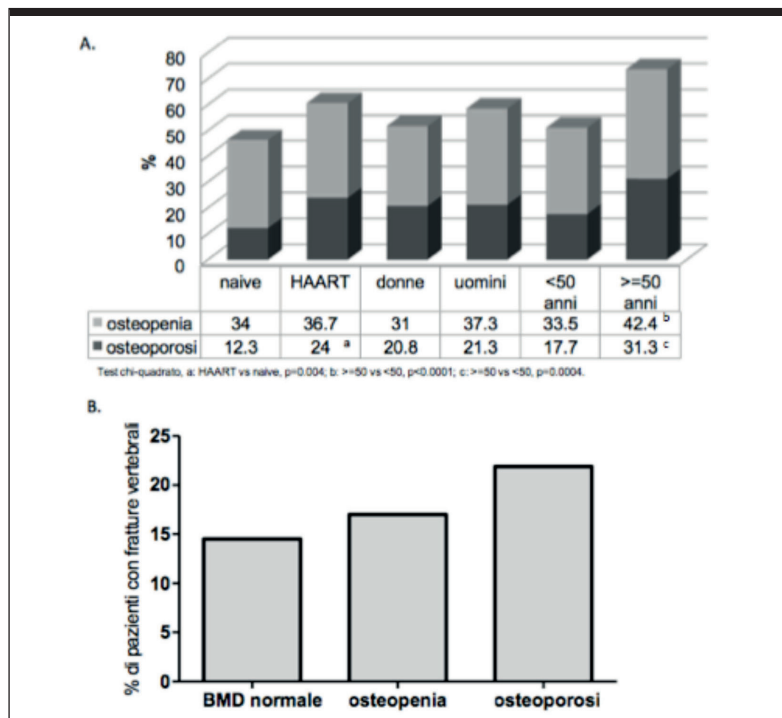 A.
80
70
60
50
40
30
20
10
0
%
naive HAART donne uomini <50 anni >=50 anni
osteopenia 34 36.7 31 37.3 33.5 42.4 b
osteoporosi 12.3 24 a 20.8 21.3 17.7 31.3 c
Test chi-quadrato, a: HAART vs naive, p=0.004; b: >=50 vs <50, p<0.0001; c: >=50 vs <50, p=0.0004.
B.
% di pazienti con fratture vertebrali
25
20
15
10
5
0
BMD normale osteopenia osteoporosi